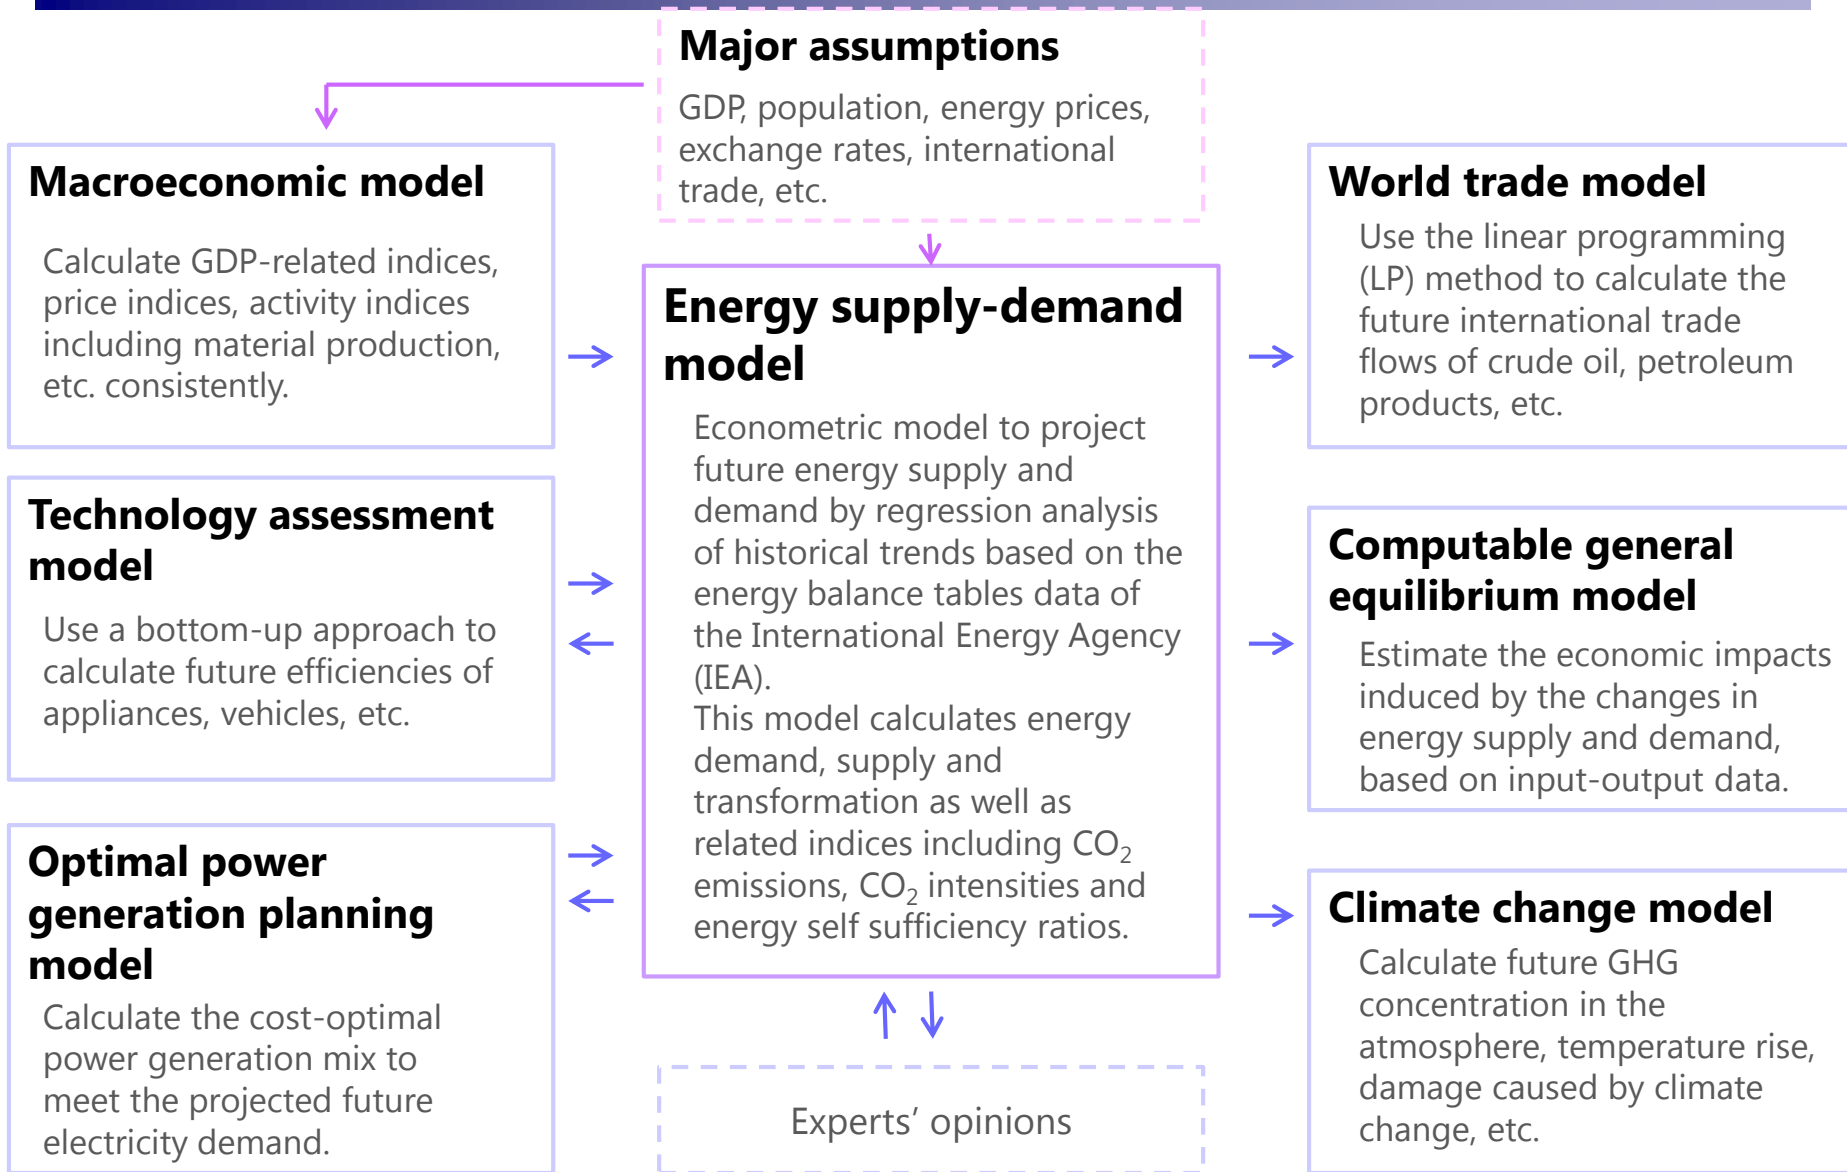 Major assumptions
GDP, population, energy prices,
exchange rates, international
trade, etc.
Macroeconomic model
Calculate GDP-related indices,
price indices, activity indices
including material production,
etc. consistently.
Technology assessment
model
Use a bottom-up approach to
calculate future efficiencies of
appliances, vehicles, etc.
Optimal power
generation planning
model
Calculate the cost-optimal
power generation mix to
meet the projected future
electricity demand.
Energy supply-demand
model
Econometric model to project
future energy supply and
demand by regression analysis
of historical trends based on the
energy balance tables data of
the International Energy Agency
(IEA).
This model calculates energy
demand, supply and
transformation as well as
related indices including CO₂
emissions, CO₂ intensities and
energy self sufficiency ratios.
Experts’ opinions
World trade model
Use the linear programming
(LP) method to calculate the
future international trade
flows of crude oil, petroleum
products, etc.
Computable general
equilibrium model
Estimate the economic impacts
induced by the changes in
energy supply and demand,
based on input-output data.
Climate change model
Calculate future GHG
concentration in the
atmosphere, temperature rise,
damage caused by climate
change, etc.